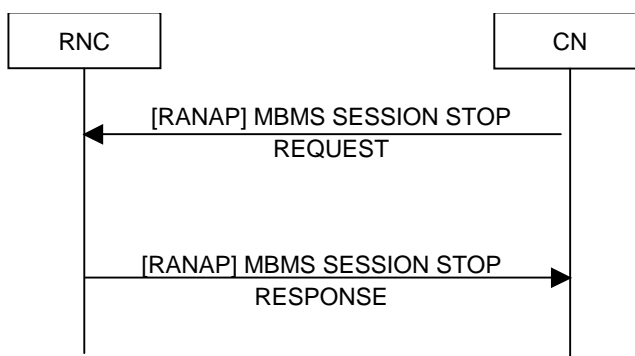 RNC
CN
[RANAP] MBMS SESSION STOP
REQUEST
[RANAP] MBMS SESSION STOP
RESPONSE